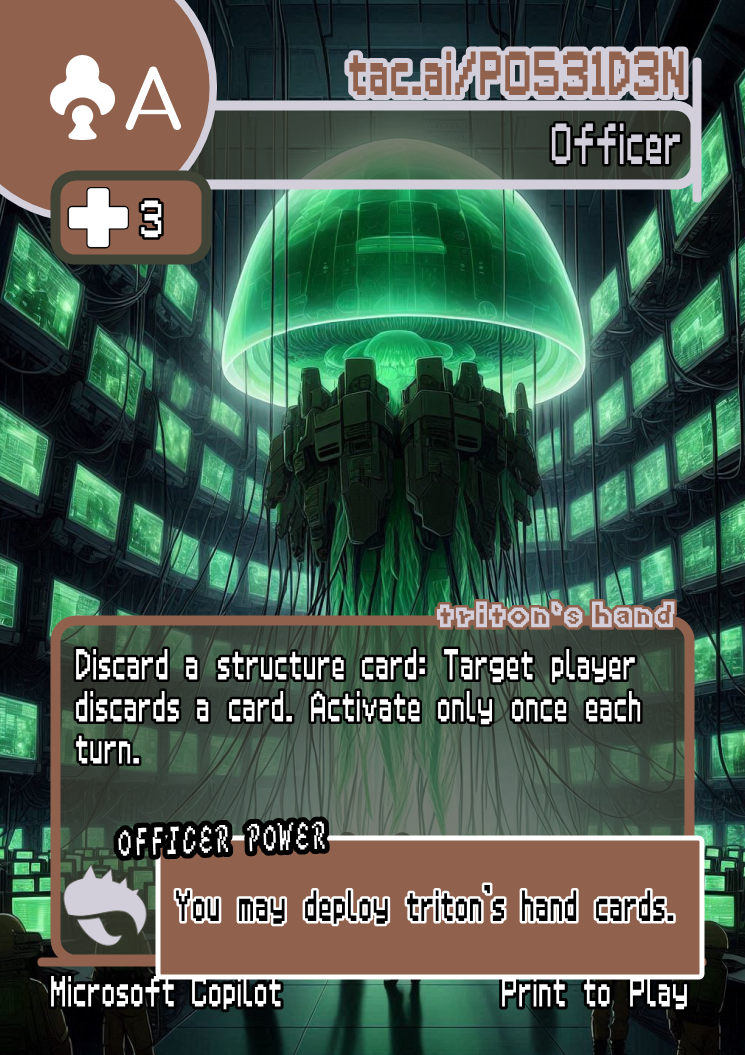 A
tac.ai/P0531D3N
Officer
3
triton's hand
Discard a structure card: Target player
discards a card. Activate only once each
turn.
OFFICER POWER
You may deploy triton's hand cards.
Microsoft Copilot
Print to Play